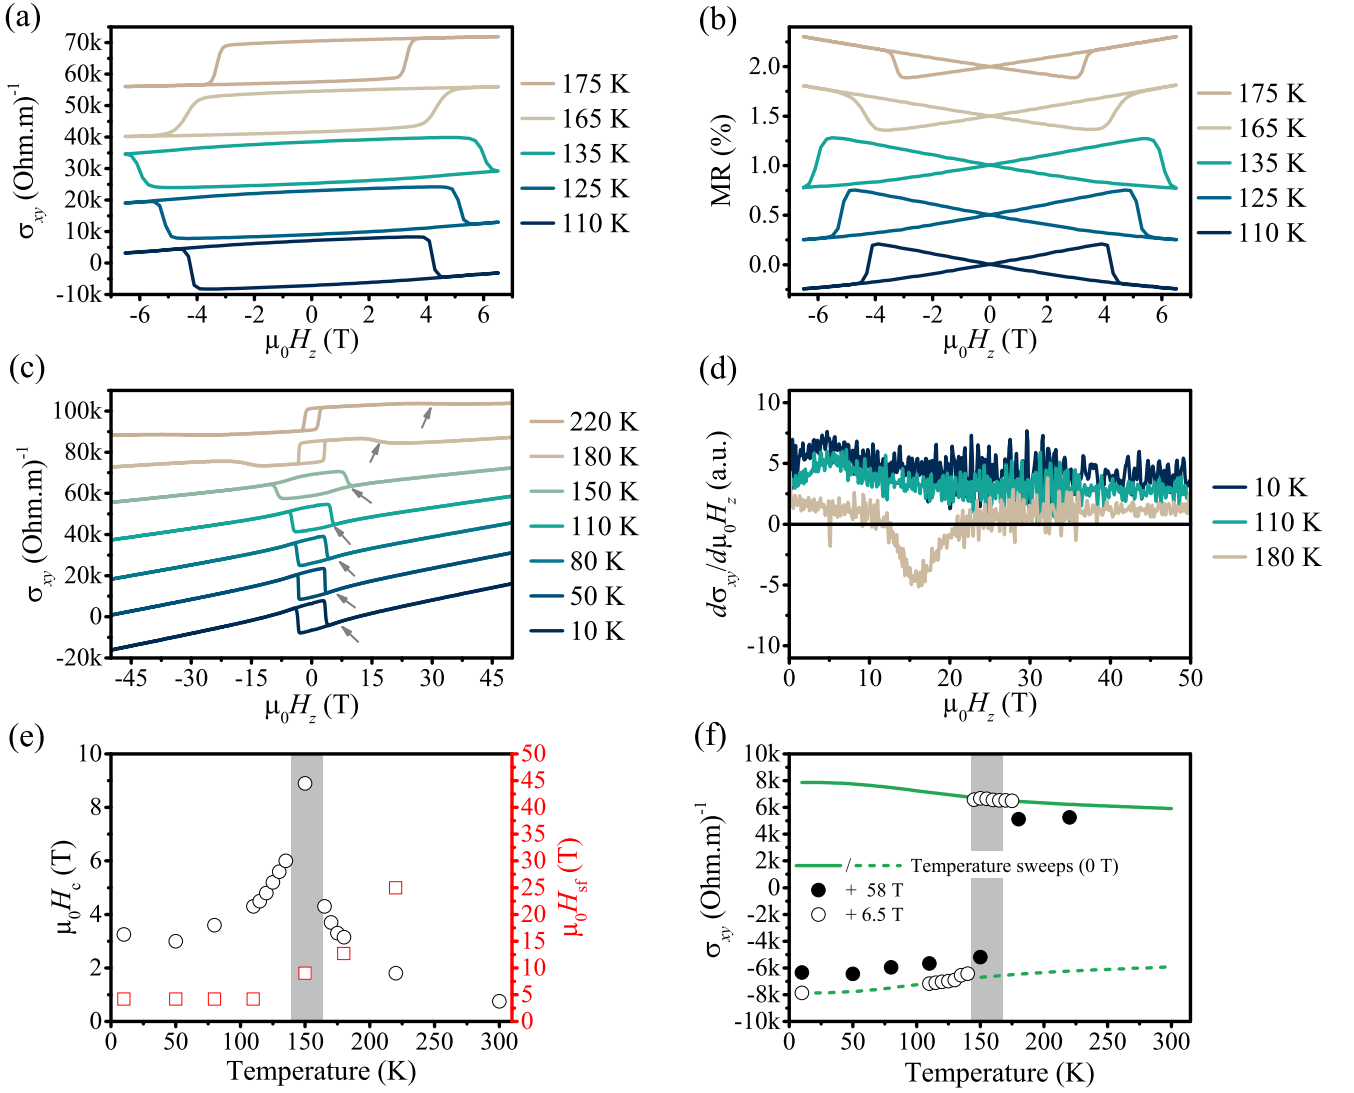 (a)
70k
60k
50k
40k
30k
20k
10k
0
-10k
σxy (Ohm.m)-1
-6 -4 -2 0 2 4 6
μ0Hz (T)
175 K
165 K
135 K
125 K
110 K
(b)
2.0
1.5
1.0
0.5
0.0
MR (%)
-6 -4 -2 0 2 4 6
μ0Hz (T)
175 K
165 K
135 K
125 K
110 K
(c)
100k
80k
60k
40k
20k
0
-20k
σxy (Ohm.m)-1
-45 -30 -15 0 15 30 45
μ0Hz (T)
220 K
180 K
150 K
110 K
80 K
50 K
10 K
(d)
10
5
0
-5
-10
dσxy/dμ0Hz (a.u.)
0 10 20 30 40 50
μ0Hz (T)
10 K
110 K
180 K
(e)
10
8
6
4
2
0
μ0Hc (T)
50
45
40
35
30
25
20
15
10
5
0
μ0Hsf (T)
0 50 100 150 200 250 300
Temperature (K)
(f)
10k
8k
6k
4k
2k
0
-2k
-4k
-6k
-8k
-10k
σxy (Ohm.m)-1
/ Temperature sweeps (0 T)
+ 58 T
+ 6.5 T
0 50 100 150 200 250 300
Temperature (K)